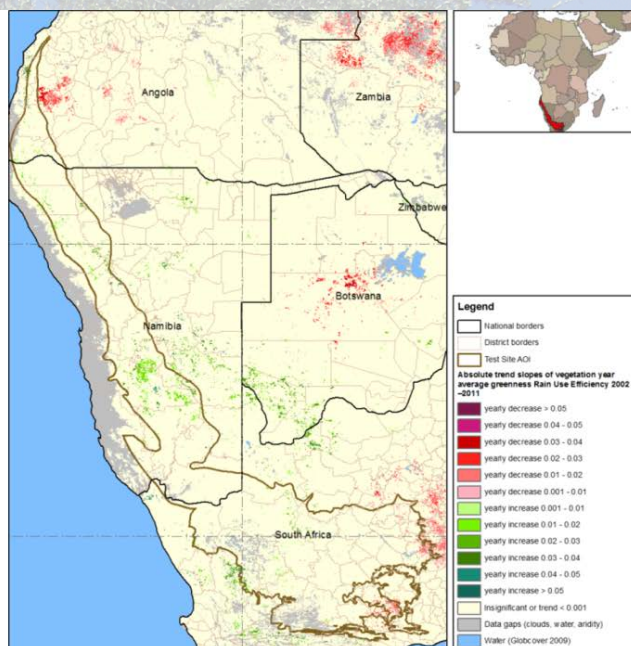 Angola
Zambia
Zimbabwe
Botswana
Namibia
South Africa
Legend
National borders
District borders
Test Site AOI
Absolute trend slopes of vegetation year
average greenness Rain Use Efficiency 2002
–2011
yearly decrease > 0.05
yearly decrease 0.04 - 0.05
yearly decrease 0.03 - 0.04
yearly decrease 0.02 - 0.03
yearly decrease 0.01 - 0.02
yearly decrease 0.001 - 0.01
yearly increase 0.001 - 0.01
yearly increase 0.01 - 0.02
yearly increase 0.02 - 0.03
yearly increase 0.03 - 0.04
yearly increase 0.04 - 0.05
yearly increase > 0.05
Insignificant or trend < 0.001
Data gaps (clouds, water, aridity)
Water (Globcover 2009)